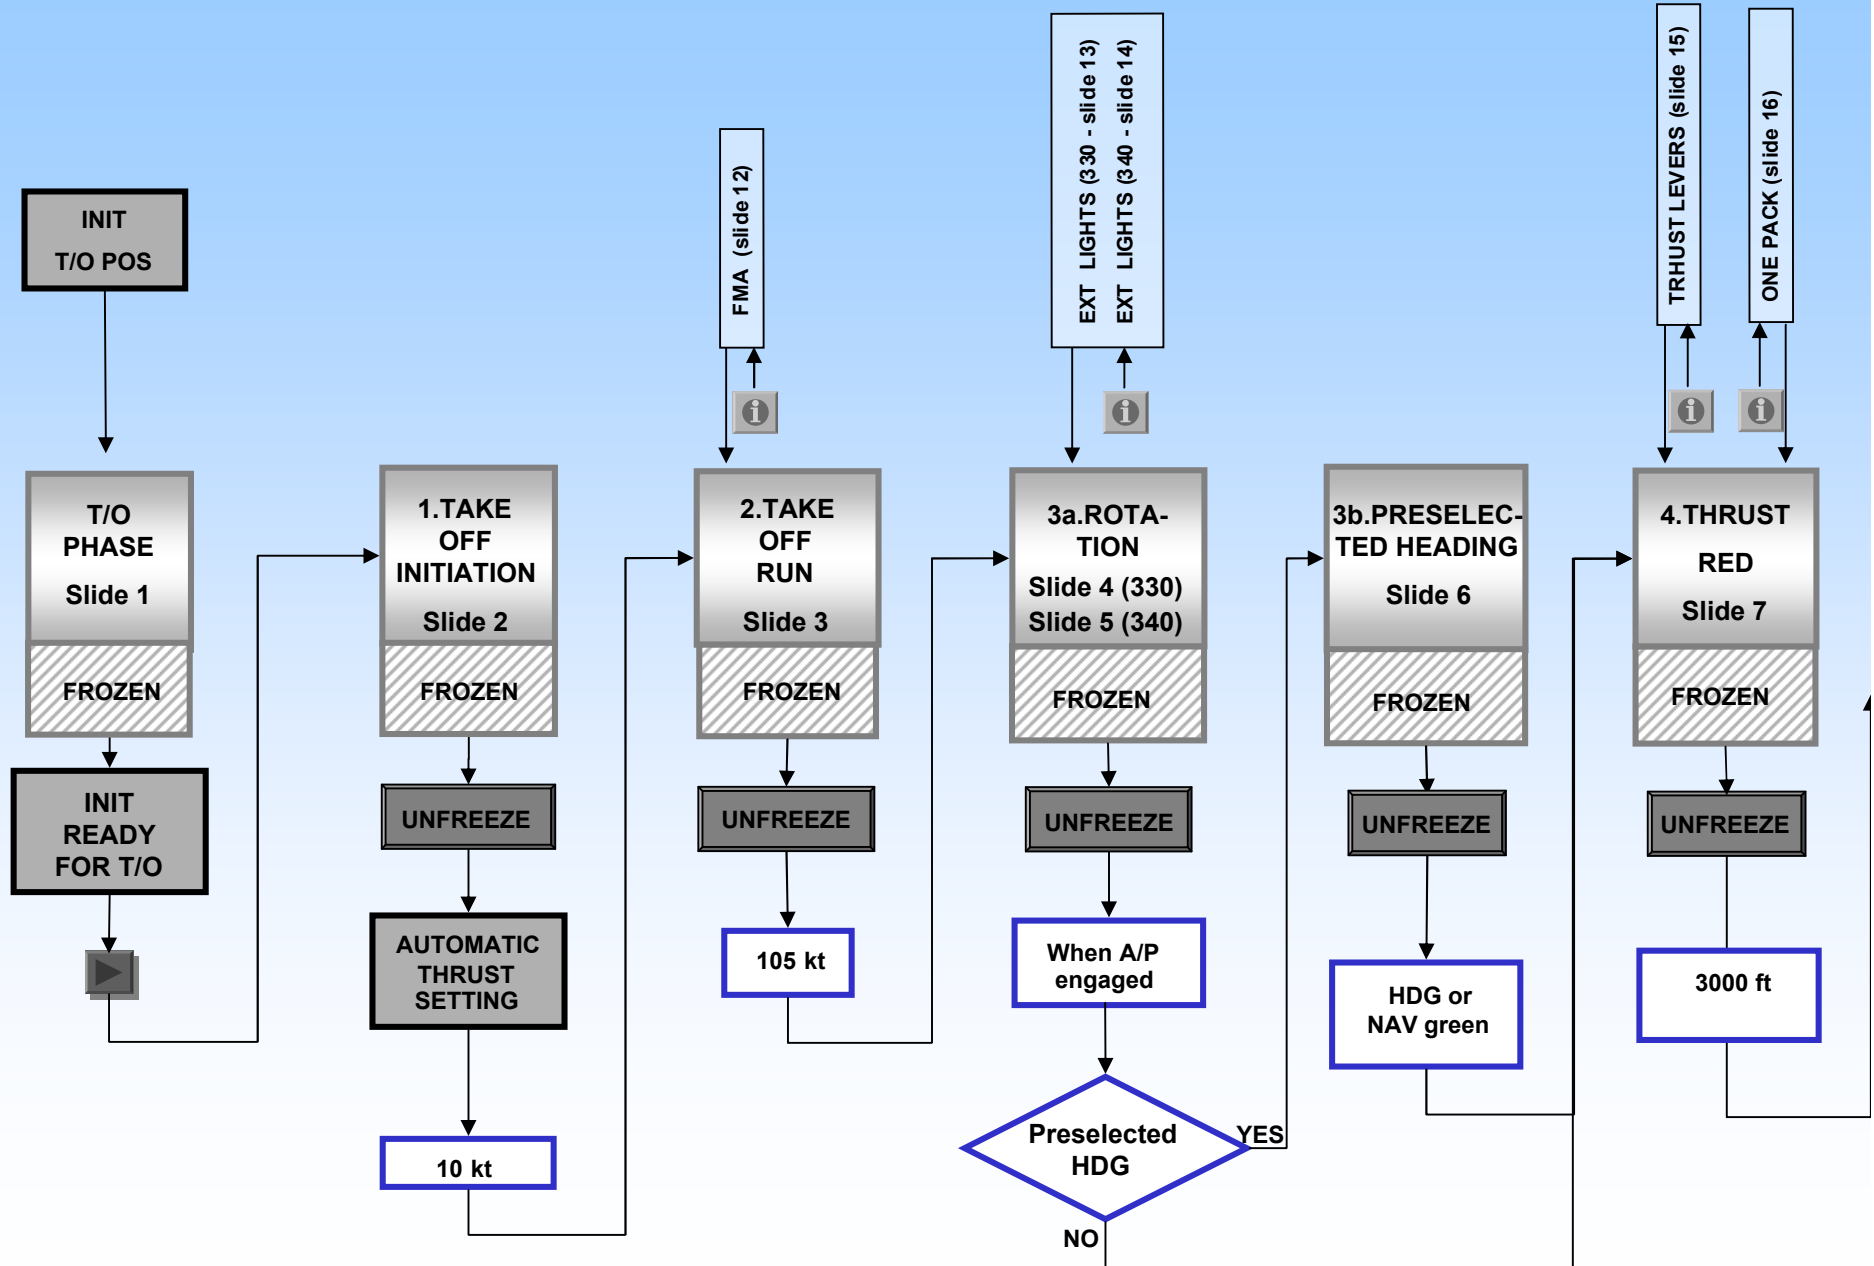 INIT
T/O POS
FMA (slide 12)
EXT LIGHTS (330 - slide 13)
EXT LIGHTS (340 - slide 14)
TRHUST LEVERS (slide 15)
ONE PACK (slide 16)
T/O
PHASE
Slide 1
FROZEN
INIT
READY
FOR T/O
1.TAKE
OFF
INITIATION
Slide 2
FROZEN
UNFREEZE
AUTOMATIC
THRUST
SETTING
10 kt
2.TAKE
OFF
RUN
Slide 3
FROZEN
UNFREEZE
105 kt
3a.ROTA-
TION
Slide 4 (330)
Slide 5 (340)
FROZEN
UNFREEZE
When A/P
engaged
Preselected
HDG
YES
NO
3b.PRESELEC-
TED HEADING
Slide 6
FROZEN
UNFREEZE
HDG or
NAV green
4.THRUST
RED
Slide 7
FROZEN
UNFREEZE
3000 ft